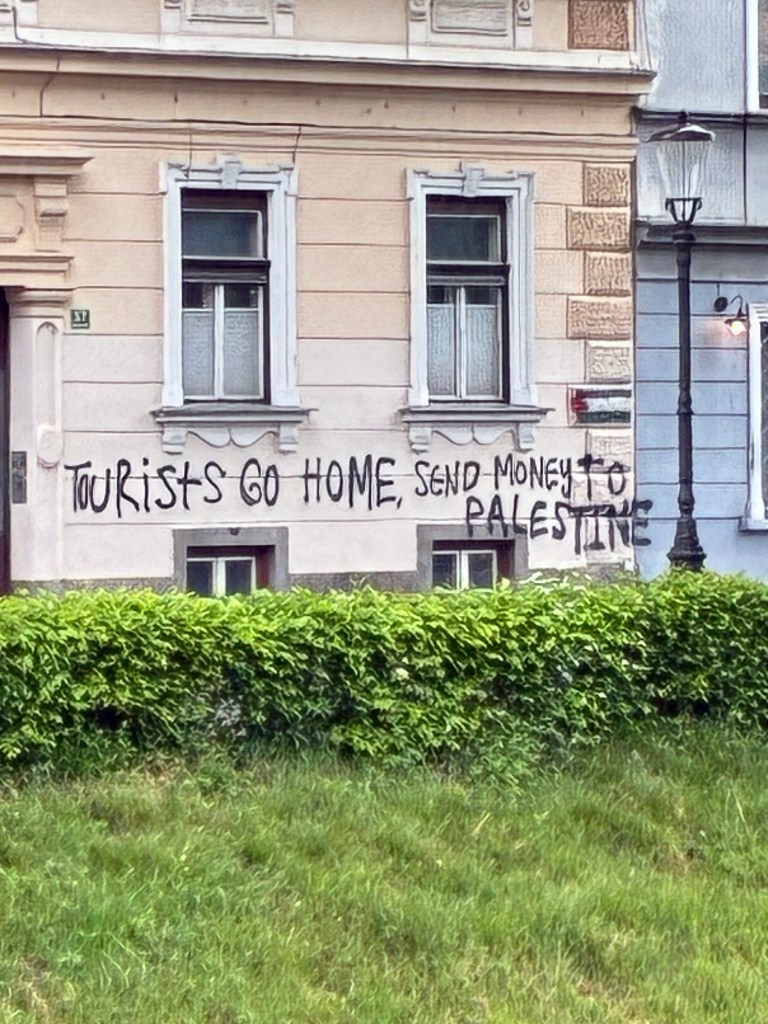 TOURiStS GO HOME, SEND MONEY TO
PALESTINE